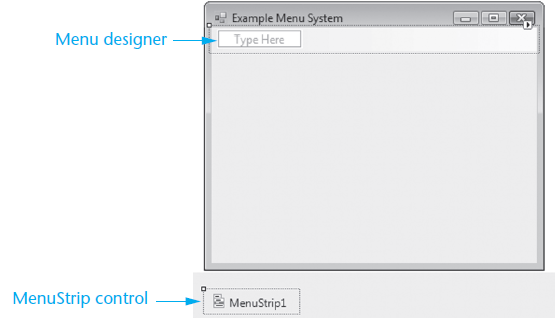 Example Menu System
Menu designer
Type Here
MenuStrip control
MenuStrip1